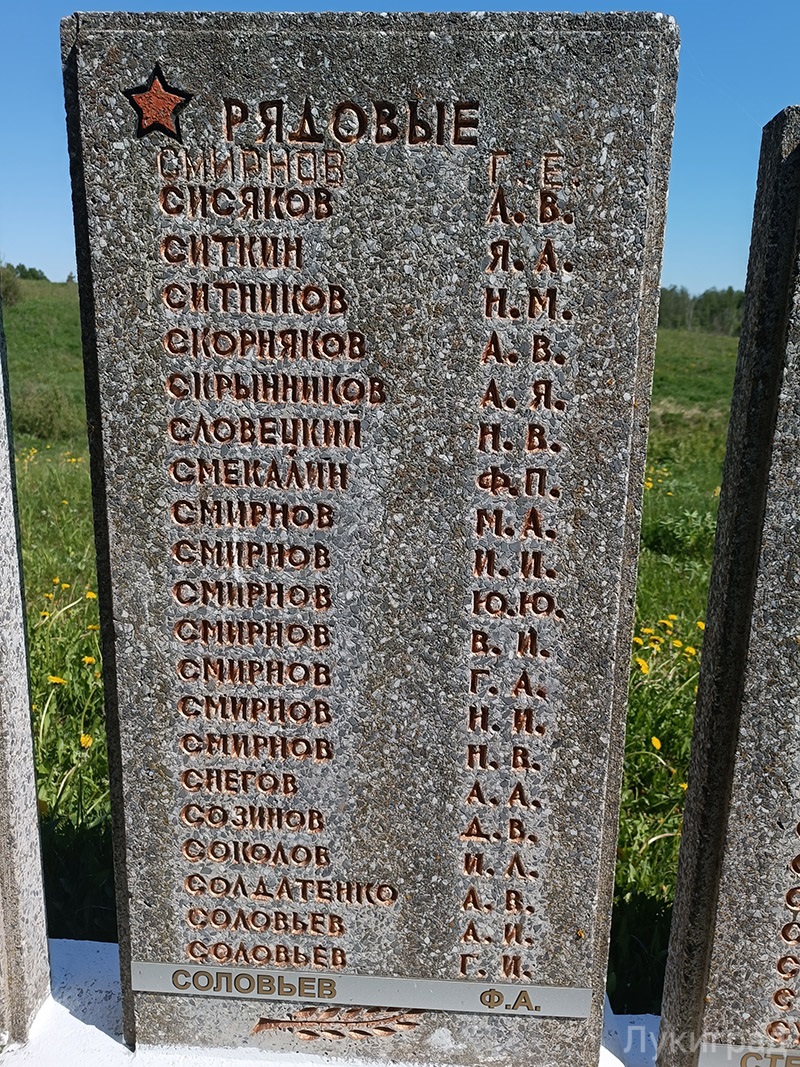 РЯДОВЫЕ
СМИРНОВ Г. Е.
СИСЯКОВ А. В.
СИТКИН Я. А.
СИТНИКОВ Н. М.
СКОРНЯКОВ А. В.
СКРЫННИКОВ А. Я.
СЛОВЕЦКИЙ Н. В.
СМЕКАЛИН Ф. П.
СМИРНОВ М. А.
СМИРНОВ И. И.
СМИРНОВ Ю. Ю.
СМИРНОВ В. И.
СМИРНОВ Г. А.
СМИРНОВ Н. И.
СМИРНОВ Н. В.
СНЕГОВ А. А.
СОЗИНОВ Д. В.
СОКОЛОВ И. Л.
СОЛДАТЕНКО А. В.
СОЛОВЬЕВ А. И.
СОЛОВЬЕВ Г. И.
СОЛОВЬЕВ Ф.А.